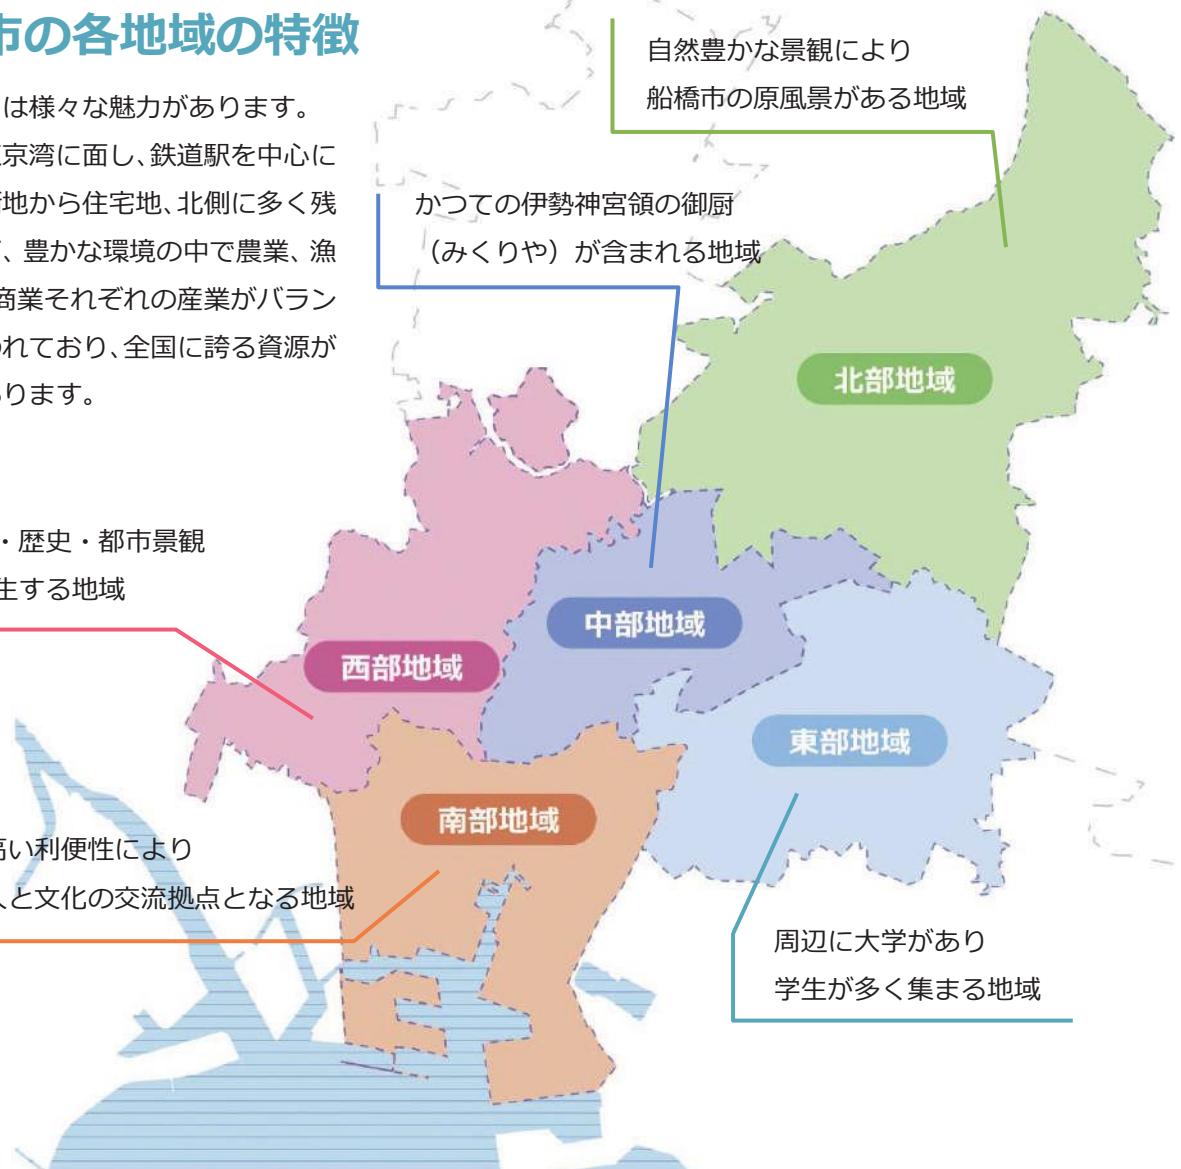 市の各地域の特徴
は様々な魅力があります。
京湾に面し、鉄道駅を中心に
地から住宅地、北側に多く残
、豊かな環境の中で農業、漁
商業それぞれの産業がバラン
れており、全国に誇る資源が
ります。
自然豊かな景観により
船橋市の原風景がある地域
かつての伊勢神宮領の御厨
（みくりや）が含まれる地域
北部地域
・歴史・都市景観
生する地域
中部地域
西部地域
東部地域
南部地域
高い利便性により
人と文化の交流拠点となる地域
周辺に大学があり
学生が多く集まる地域